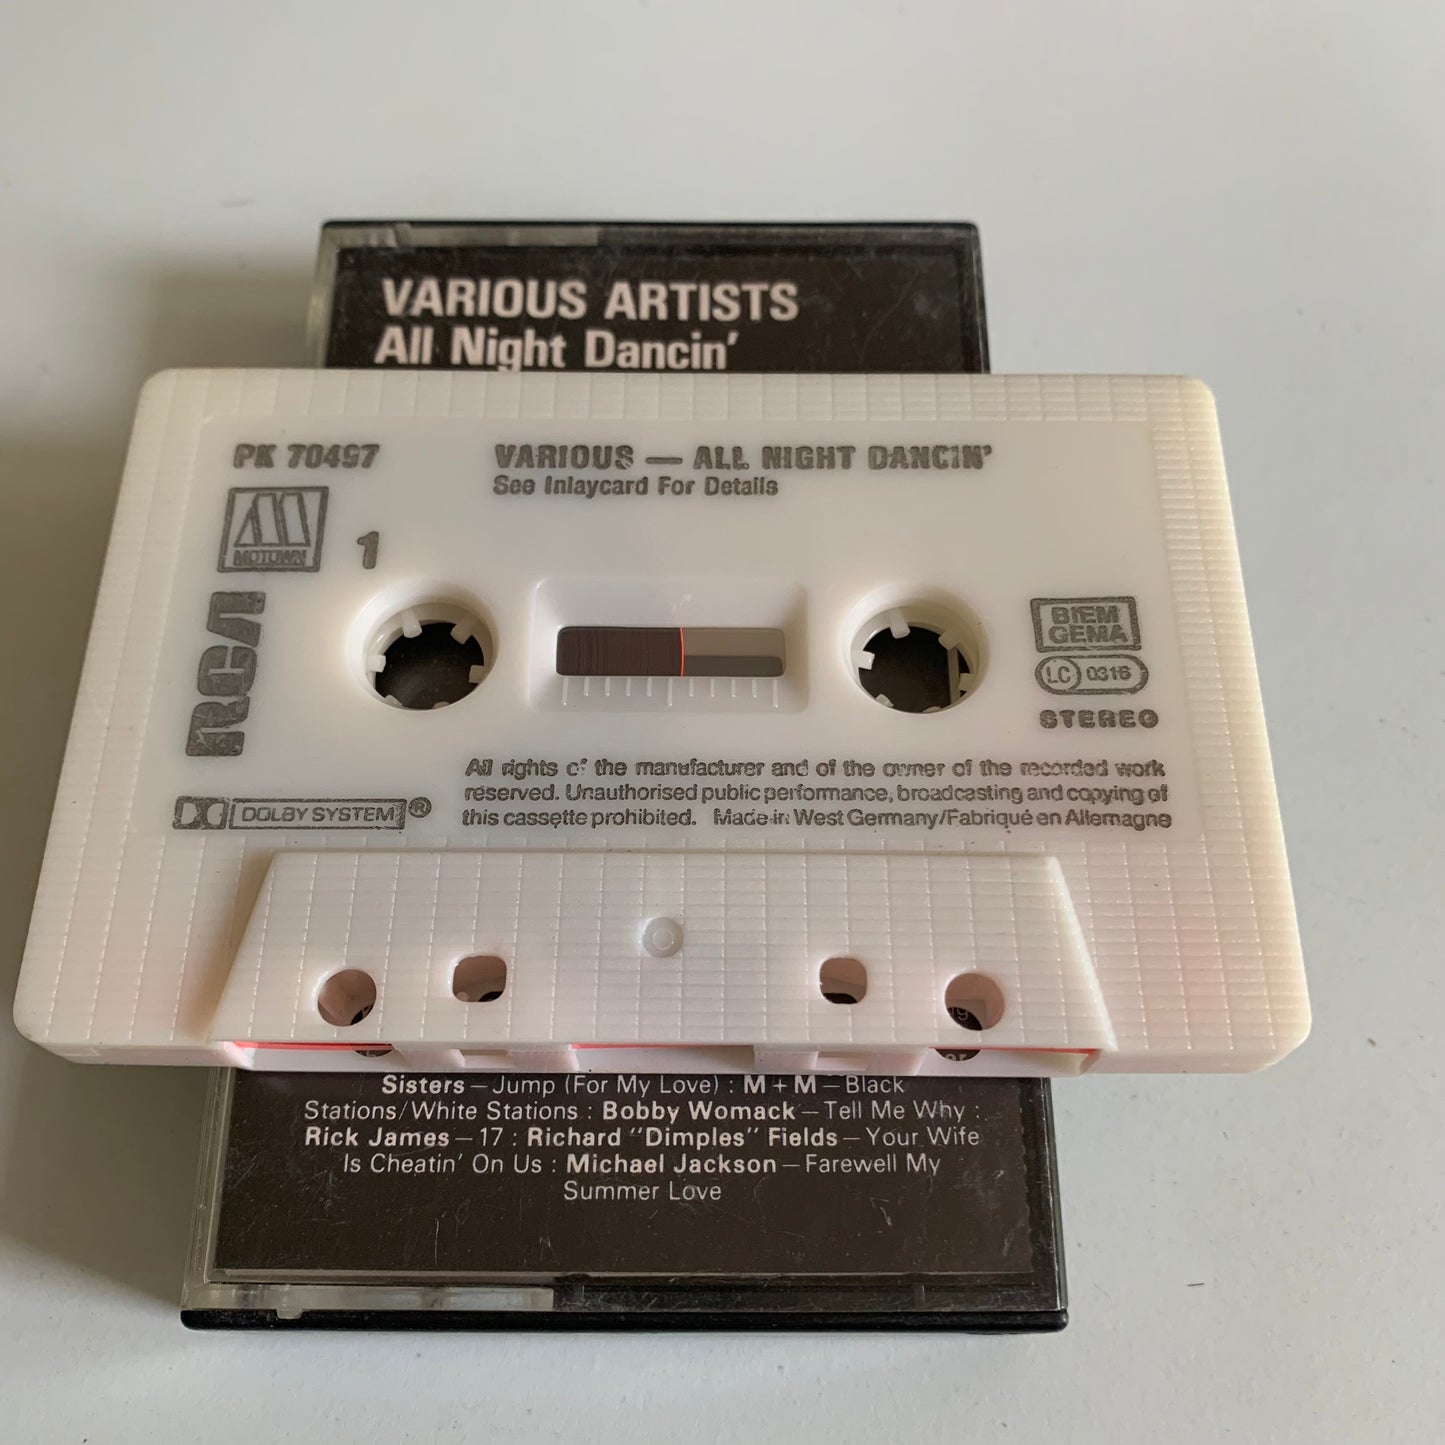 VARIOUS ARTISTS
All Night Dancin'
PK 70497
VARIOUS — ALL NIGHT DANCIN'
See Inlaycard For Details
MOTOWN
1
RCA
BIEM
GEMA
LC 0316
STEREO
All rights of the manufacturer and of the owner of the recorded work
reserved. Unauthorised public performance, broadcasting and copying of
this cassette prohibited. Made in West Germany/Fabriqué en Allemagne
DOLBY SYSTEM®
Sisters – Jump (For My Love) : M + M – Black
Stations/White Stations : Bobby Womack – Tell Me Why :
Rick James – 17 : Richard "Dimples" Fields – Your Wife
Is Cheatin' On Us : Michael Jackson – Farewell My
Summer Love